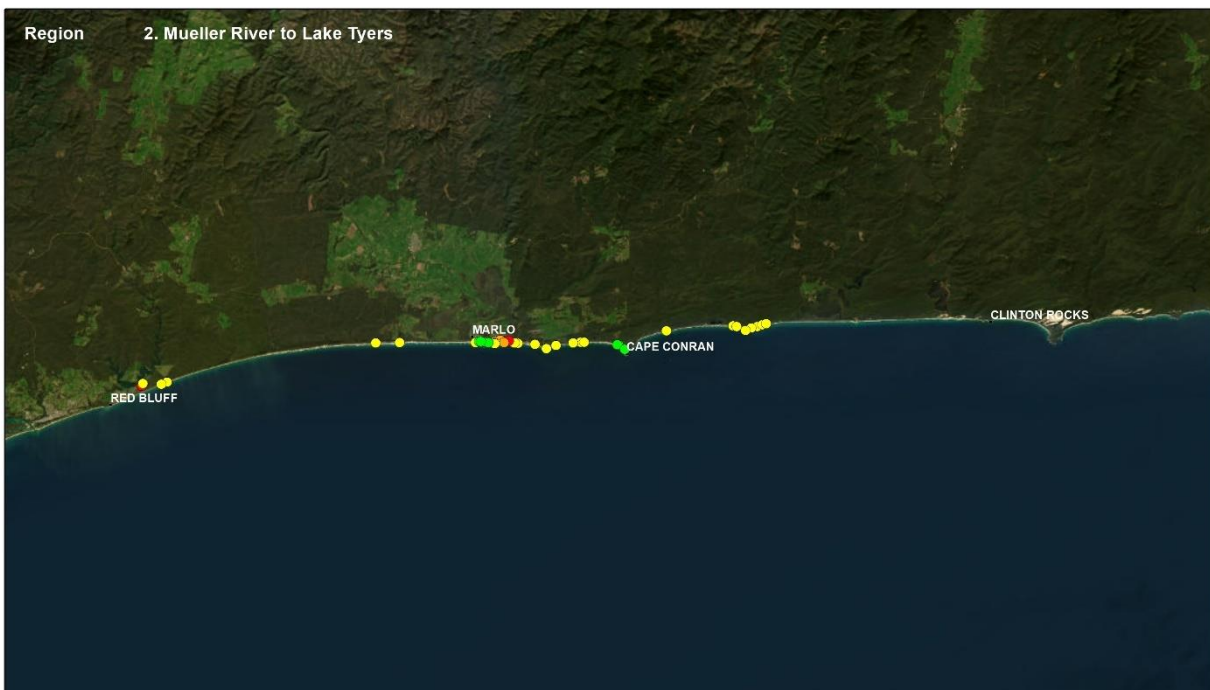 Region 2. Mueller River to Lake Tyers
CLINTON ROCKS
MARLO
CAPE CONRAN
RED BLUFF